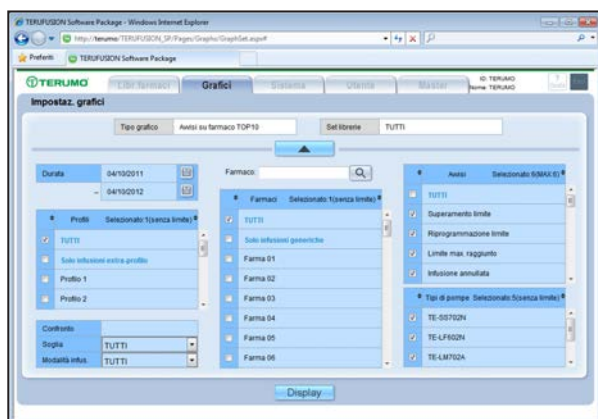 TERUFUSION Software Package - Windows Internet Explorer
http://terumo/TERUFUSION_SP/Pages/Graphs/GraphSet.aspx#
Preferiti
TERUFUSION Software Package
TERUMO
Libr.farmaci
Grafici
Sistema
Utente
Master
ID: TERUMO
Nome: TERUMO
Impostaz. grafici
Tipo grafico
Avvisi su farmaco TOP10
Set librerie
TUTTI
Durata
04/10/2011
~ 04/10/2012
Farmaco:
Profili
Selezionato:1(senza limite)
TUTTI
Solo infusioni extra-profilo
Profilo 1
Profilo 2
Confronto
Soglia
TUTTI
Modalità infus.
TUTTI
Farmaci
Selezionato:1(senza limite)
TUTTI
Solo infusioni generiche
Farma 01
Farma 02
Farma 03
Farma 04
Farma 05
Farma 06
Avvisi
Selezionato:6(MAX:6)
TUTTI
Superamento limite
Riprogrammazione limite
Limite max. raggiunto
Infusione annullata
Tipi di pompe
Selezionato:5(senza limite)
TE-SS702N
TE-LF602N
TE-LM702A
Display